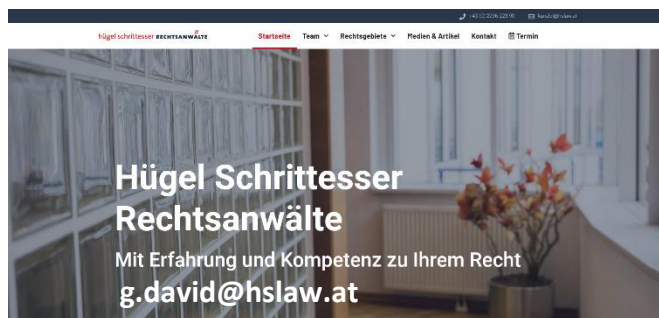 hügel schrittesser RECHTSANWÄLTE
Startseite Team Rechtsgebiete Medien & Artikel Kontakt Termin
Hügel Schrittesser
Rechtsanwälte
Mit Erfahrung und Kompetenz zu Ihrem Recht
g.david@hslaw.at